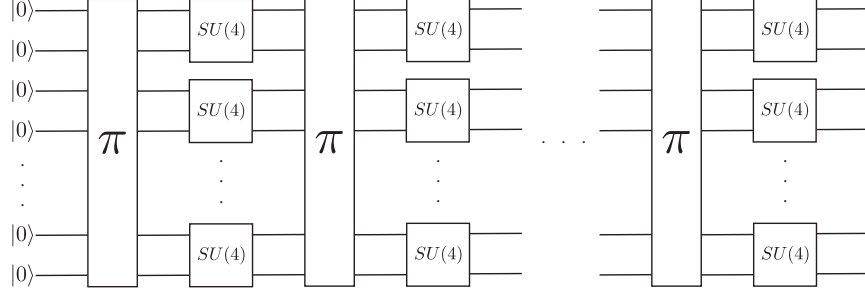 |0⟩ SU(4) SU(4) SU(4)
|0⟩
|0⟩ SU(4) SU(4) SU(4)
|0⟩ π π . . . π
|0⟩ SU(4) SU(4) SU(4)
|0⟩